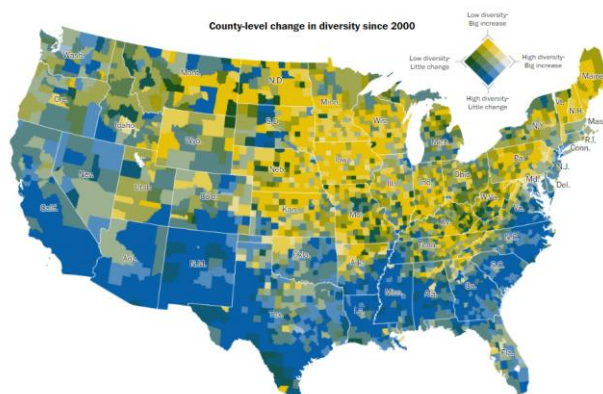 County-level change in diversity since 2000
Low diversity-
Big increase
Low diversity-
Little change
High diversity-
Big increase
High diversity-
Little change
Wash.
Mont.
N.D.
Minn.
Maine
Ore.
Idaho
S.D.
Wis.
Vt.
N.H.
Mass.
Wyo.
Mich.
N.Y.
R.I.
Conn.
Iowa
Neb.
Pa.
N.J.
Nev.
Utah
Ill.
Ind.
Ohio
Md.
Del.
Colo.
W.V.
Calif.
Kan.
Mo.
Ky.
Va.
Tenn.
N.C.
Ariz.
N.M.
Okla.
Ark.
S.C.
Miss.
Ala.
Ga.
Tex.
La.
Fla.